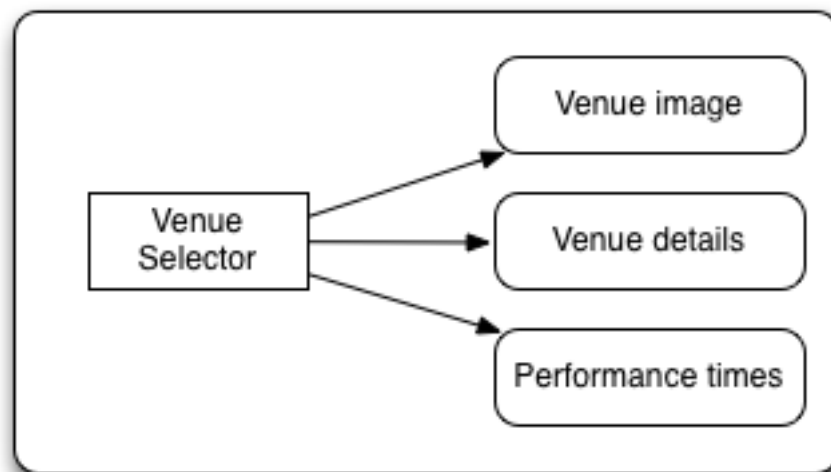 Venue image
Venue
Selector
Venue details
Performance times